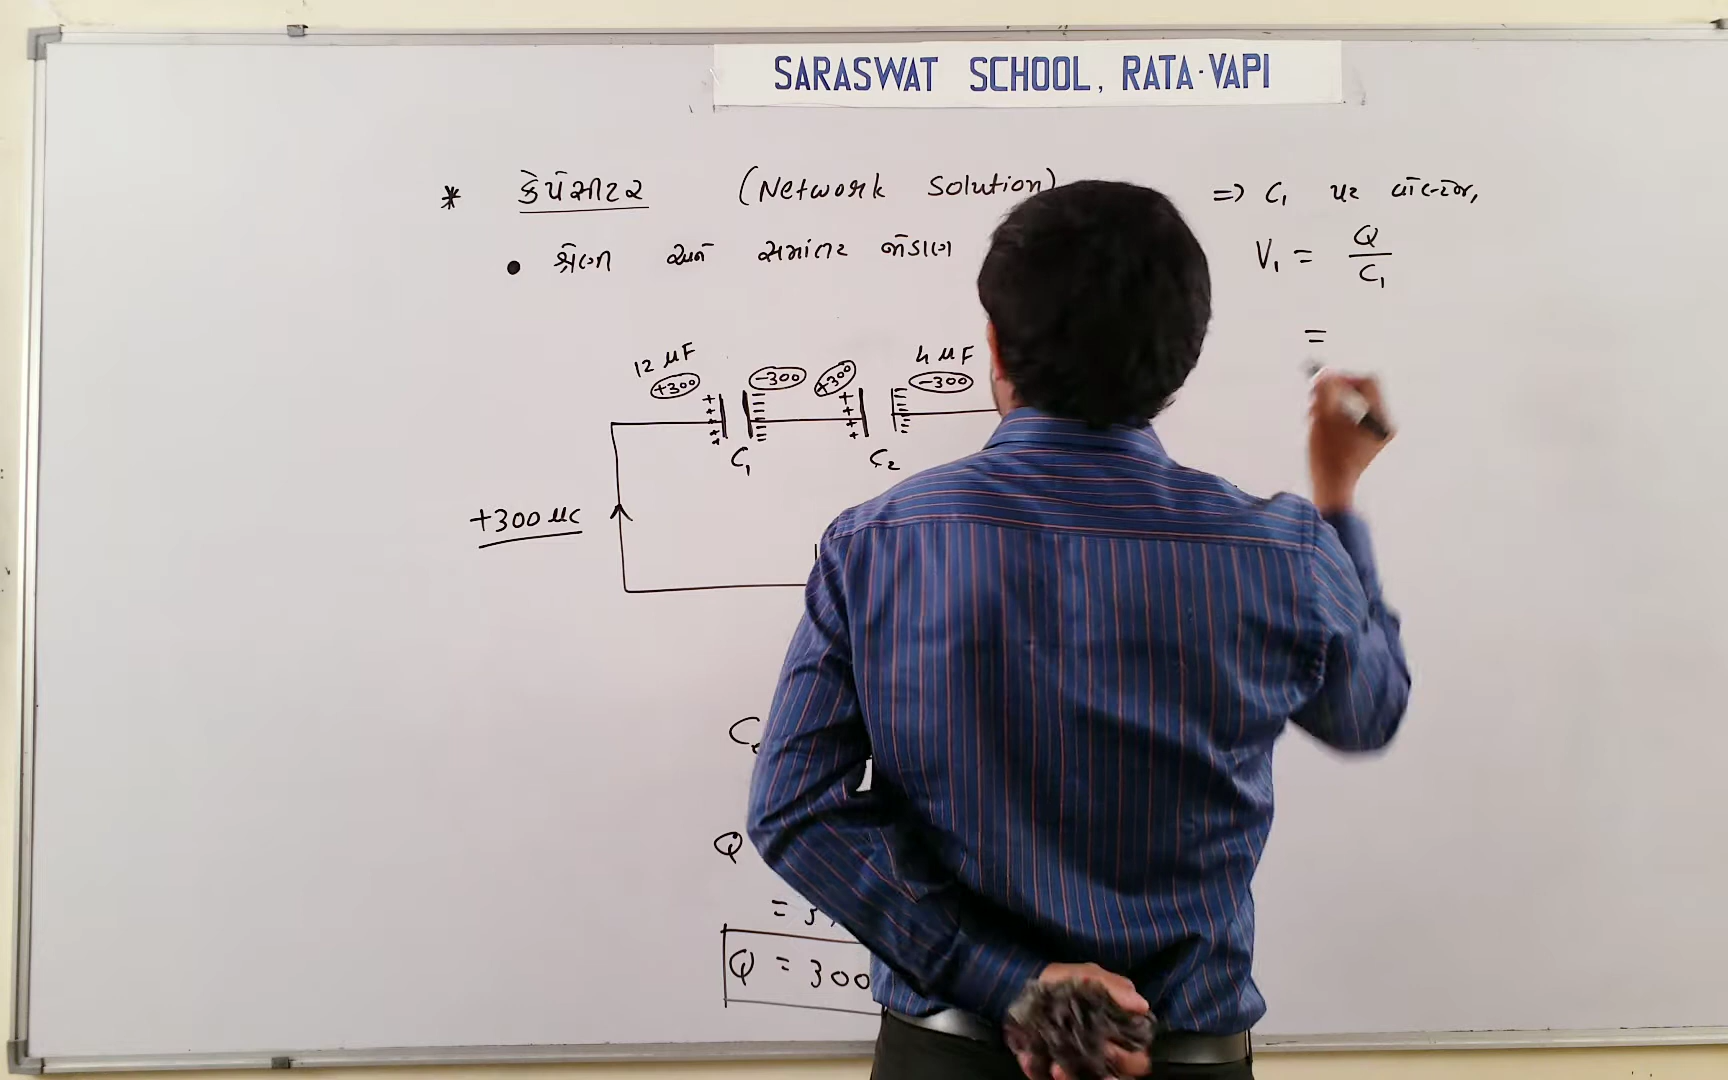 SARASWAT SCHOOL, RATA-VAPI
* કેપેસીટર (Network Solution)
• શ્રેણી અને સમાંતર જોડાણ
12 μF
+300 -300 +300 -300
4 μF
C₁ C₂
+300 μC
Q
=
Q = 300
⇒ C₁ પર વોલ્ટેજ,
V₁ = Q / C₁
=